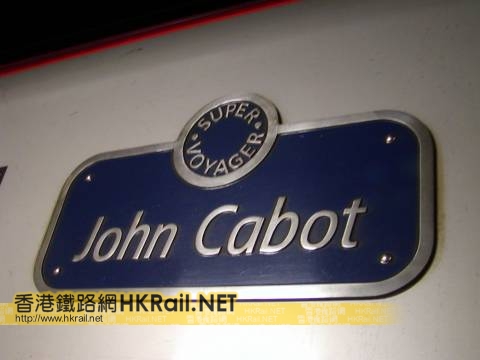 SUPER
VOYAGER
John Cabot
香港鐵路網HKRail.NET
http://www.hkrail.net